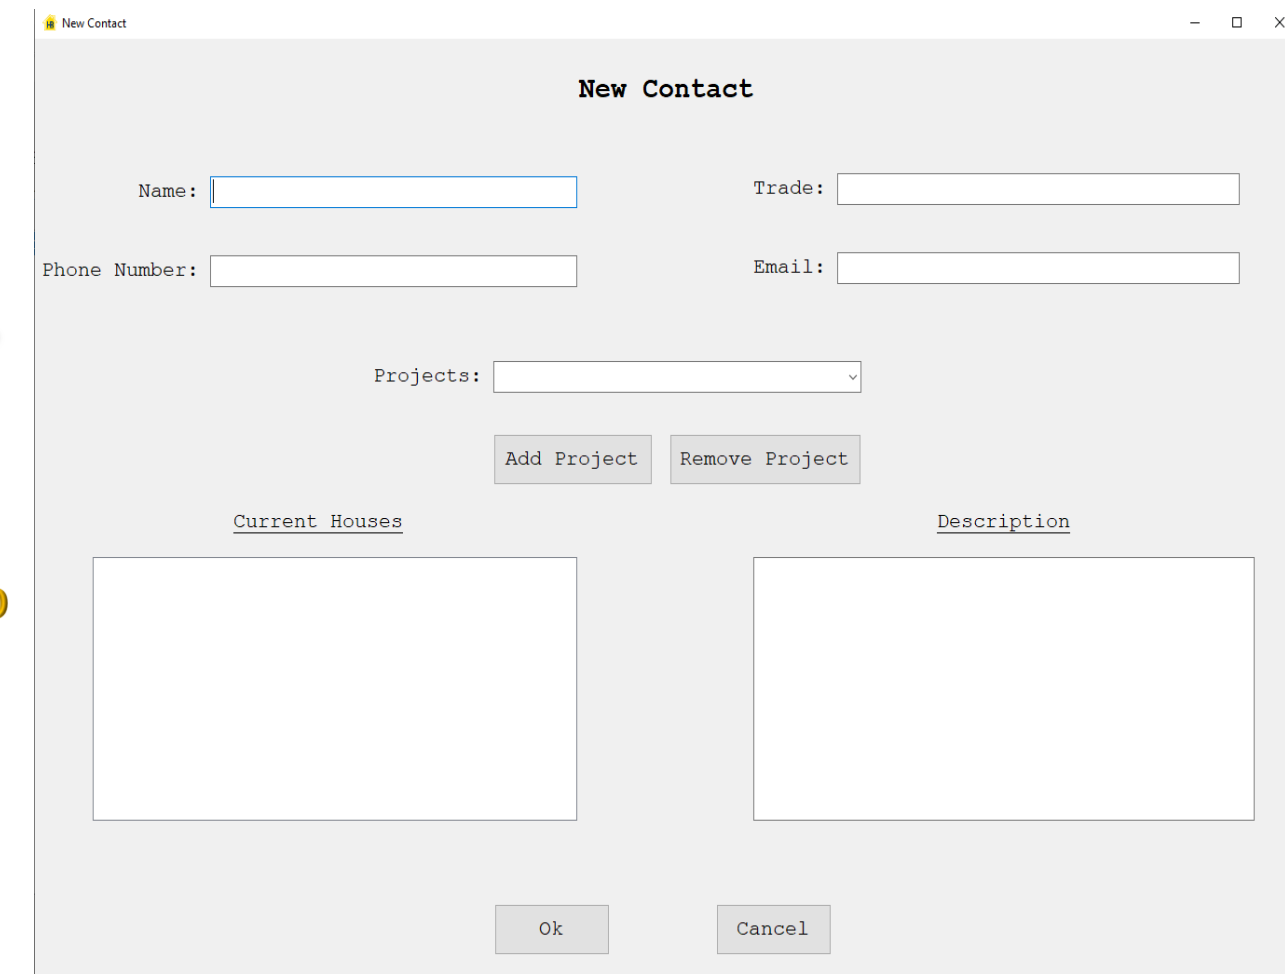 HR New Contact
New Contact
Name:
Trade:
Phone Number:
Email:
Projects:
Add Project Remove Project
Current Houses
Description
Ok
Cancel